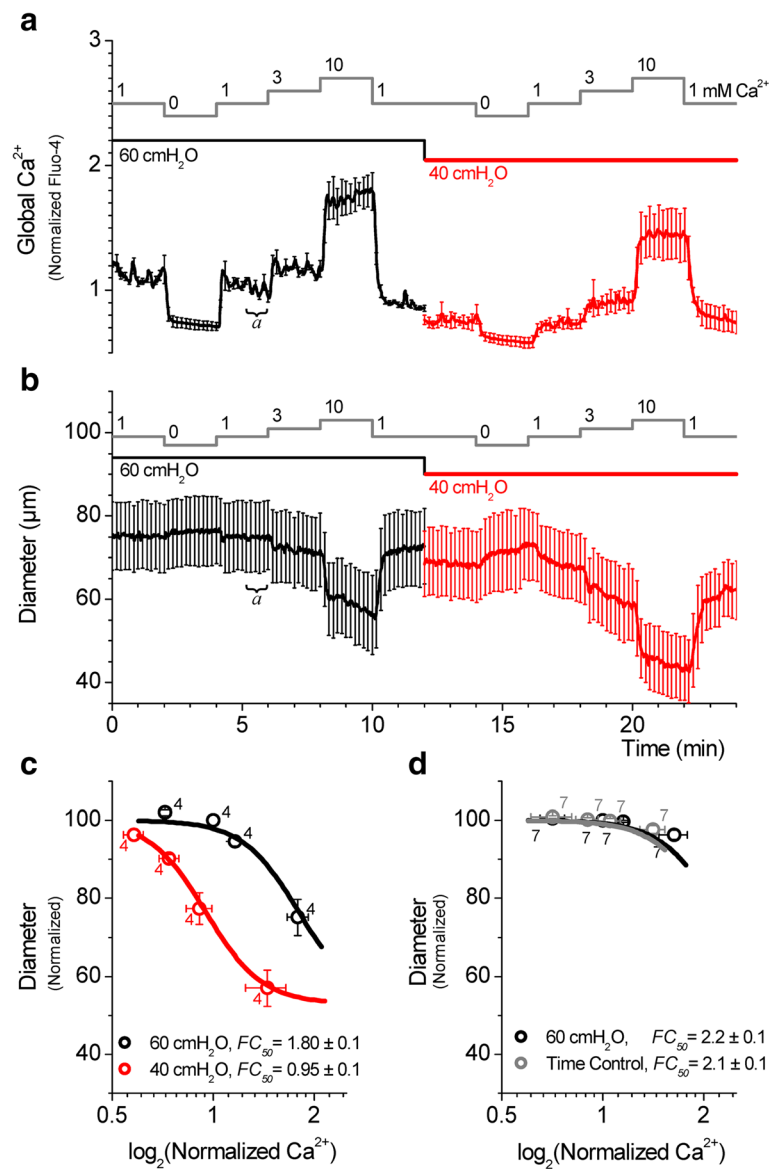 a
3
2
1
Global Ca²⁺
(Normalized Fluo-4)
1
0
1
3
10
1
0
1
3
10
1 mM Ca²⁺
60 cmH₂O
40 cmH₂O
a
b
100
80
60
40
Diameter (µm)
1
0
1
3
10
1
0
1
3
10
1
60 cmH₂O
40 cmH₂O
a
0
5
10
15
20
Time (min)
c
100
80
60
40
Diameter
(Normalized)
4
4
4
4
4
4
4
4
60 cmH₂O, FC₅₀ = 1.80 ± 0.1
40 cmH₂O, FC₅₀ = 0.95 ± 0.1
0.5
1
2
log₂(Normalized Ca²⁺)
d
100
80
60
40
Diameter
(Normalized)
7
7
7
7
7
7
7
7
60 cmH₂O, FC₅₀ = 2.2 ± 0.1
Time Control, FC₅₀ = 2.1 ± 0.1
0.5
1
2
log₂(Normalized Ca²⁺)